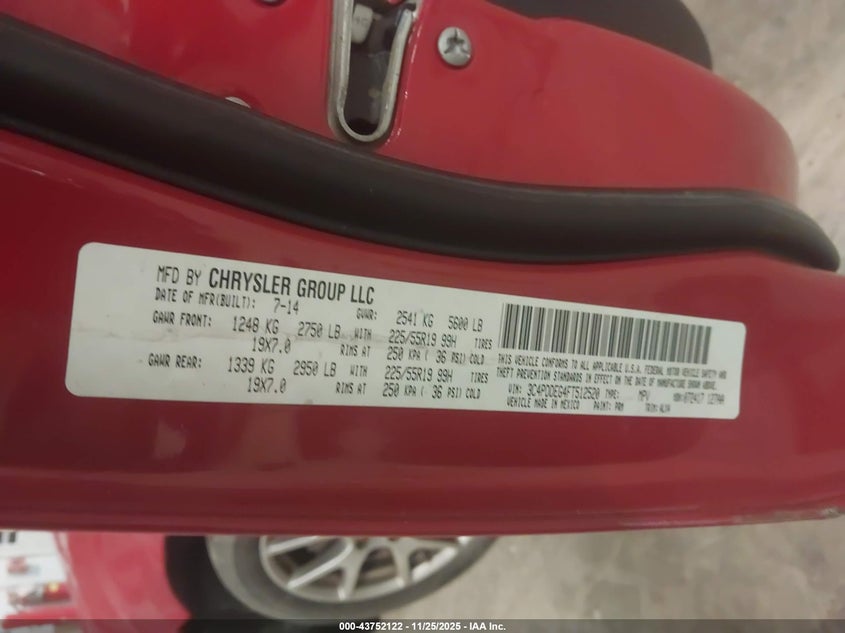 MFD BY CHRYSLER GROUP LLC
DATE OF MFR(BUILT): 7-14 GVWR: 2541 KG 5600 LB
GAWR FRONT: 1248 KG 2750 LB WITH 225/55R19 99H TIRES
19X7.0 RIMS AT 250 KPA ( 36 PSI) COLD
GAWR REAR: 1339 KG 2950 LB WITH 225/55R19 99H TIRES
19X7.0 RIMS AT 250 KPA ( 36 PSI) COLD
THIS VEHICLE CONFORMS TO ALL APPLICABLE U.S.A. FEDERAL MOTOR VEHICLE SAFETY AND
THEFT PREVENTION STANDARDS IN EFFECT ON THE DATE OF MANUFACTURE SHOWN ABOVE.
VIN: 3C4PDDEG4FT512520 TYPE: MPV
VEHICLE MADE IN MEXICO PAINT: PRM TRIM:
000-43752122 - 11/25/2025 - IAA Inc.